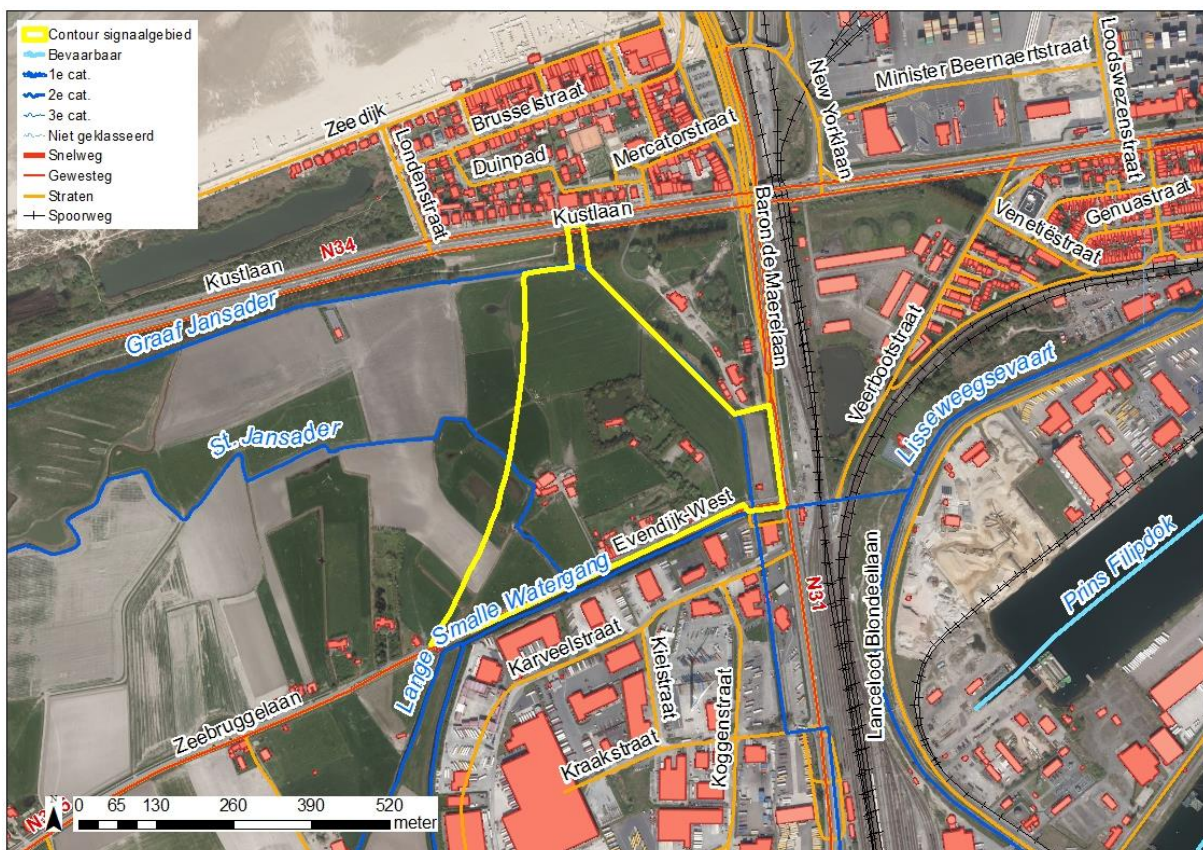 Contour signaalgebied
Bevaarbaar
1e cat.
2e cat.
3e cat.
Niet geklasseerd
Snelweg
Gewesteg
Straten
Spoorweg
Zeedijk
Brusselstraat
Londenstraat
Duinpad
Mercatorstraat
Kustlaan
N34
Kustlaan
Graaf Jansader
St. Jansader
Baron de Maerelaan
New Yorklaan
Minister Beernaertstraat
Loodswezenstraat
Genuastraat
Venetiëstraat
Veerbootstraat
Lisseweegsevaart
Evendijk-West
Lange
Smalle Watergang
N31
Prins Filipdok
Lanceloot Blondeellaan
Karveelstraat
Kielstraat
Koggenstraat
Kraakstraat
Zeebruggelaan
N
0 65 130 260 390 520
meter